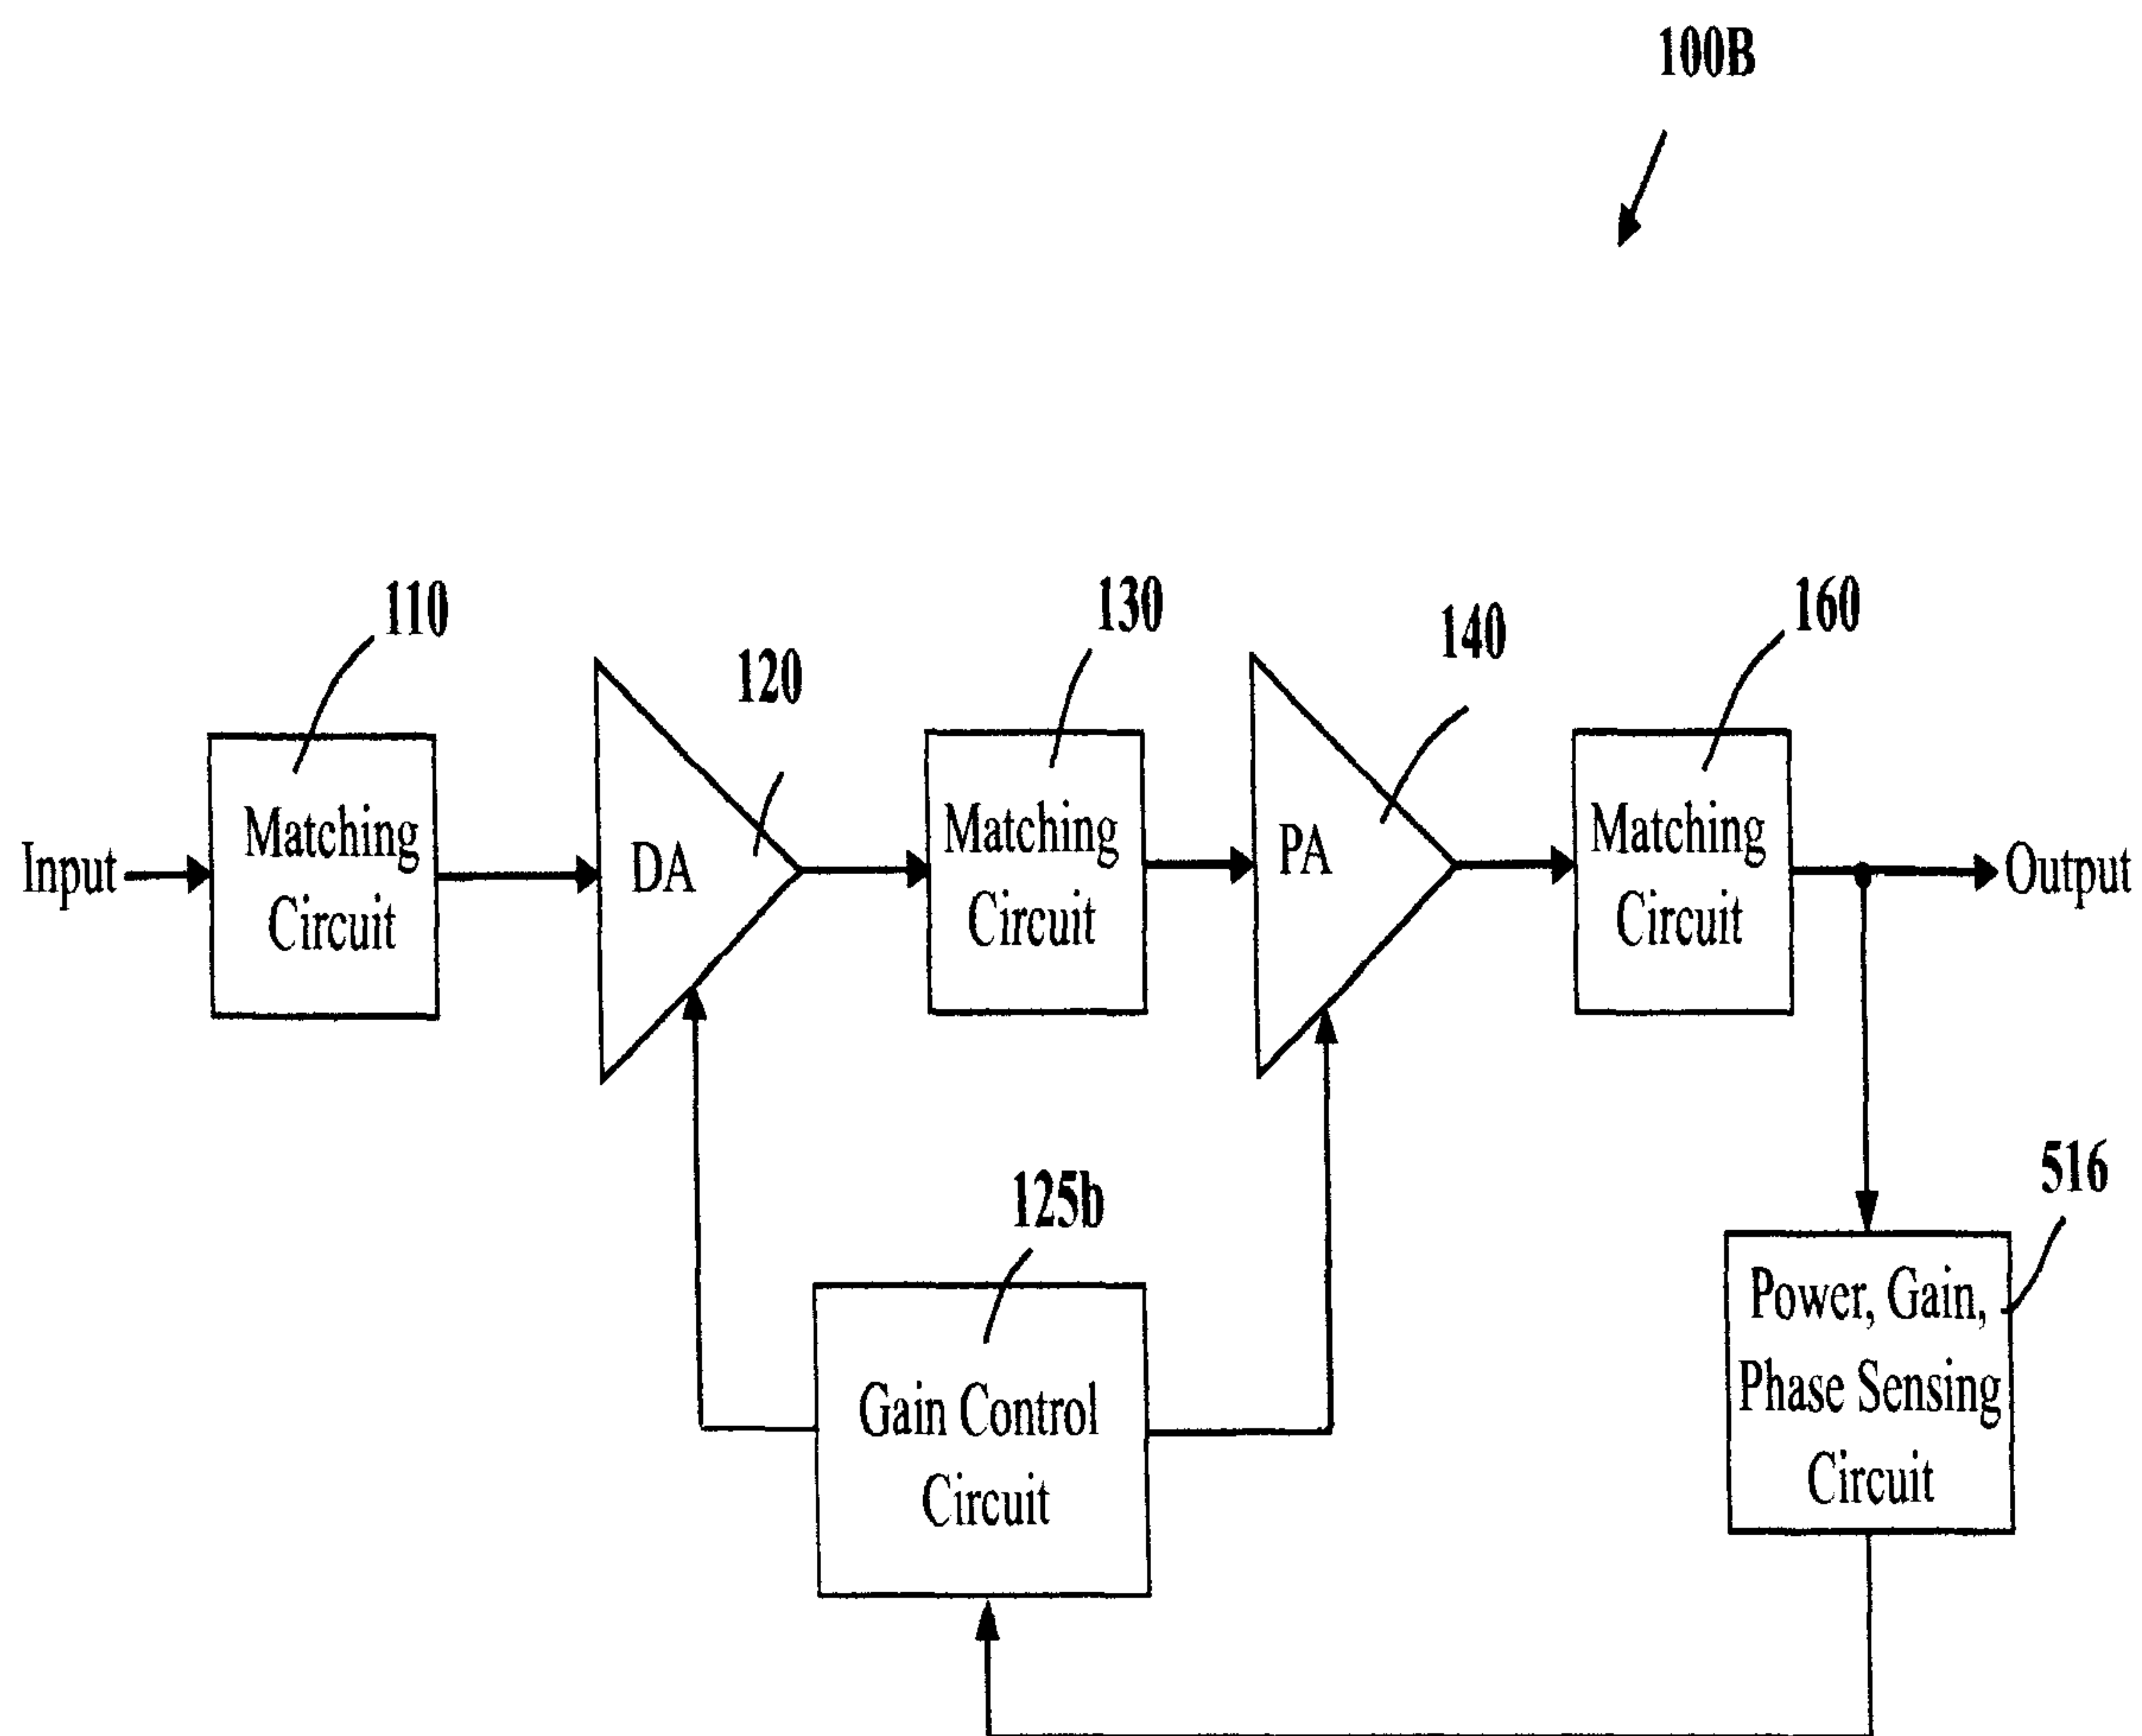 100B
110
120
130
140
160
Input
Matching
Circuit
DA
Matching
Circuit
PA
Matching
Circuit
Output
125b
516
Gain Control
Circuit
Power, Gain,
Phase Sensing
Circuit